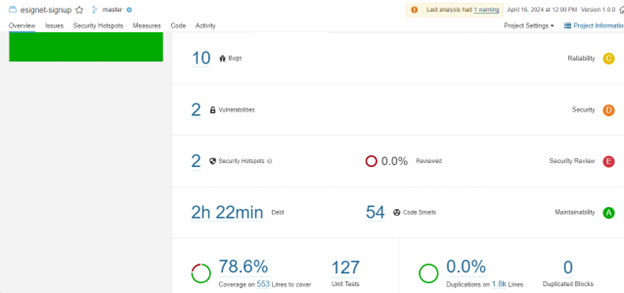 esignet-signup master Last analysis had 1 warning April 16, 2024 at 12:00 PM Version 1.0.0
Overview Issues Security Hotspots Measures Code Activity Project Settings Project Information
10 Bugs Reliability C
2 Vulnerabilities Security D
2 Security Hotspots 0.0% Reviewed Security Review E
2h 22min Debt 54 Code Smells Maintainability A
78.6% 127 0.0% 0
Coverage on 553 Lines to cover Unit Tests Duplications on 1.8k Lines Duplicated Blocks